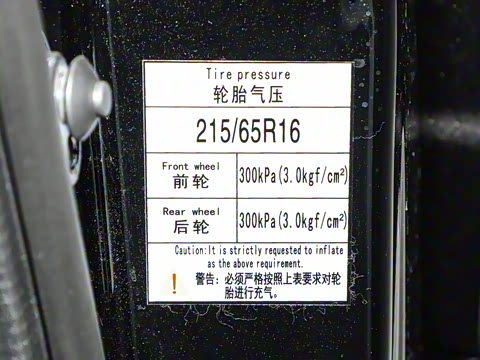 Tire pressure
轮胎气压
215/65R16
Front wheel
前轮
300kPa(3.0kgf/cm²)
Rear wheel
后轮
300kPa(3.0kgf/cm²)
Caution:It is strictly requested to inflate
as the above requirement.
! 警告：必须严格按照上表要求对轮
胎进行充气。